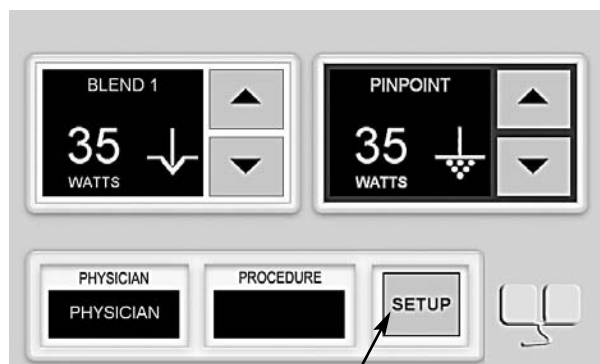 BLEND 1
35
WATTS
PINPOINT
35
WATTS
PHYSICIAN
PHYSICIAN
PROCEDURE
SETUP